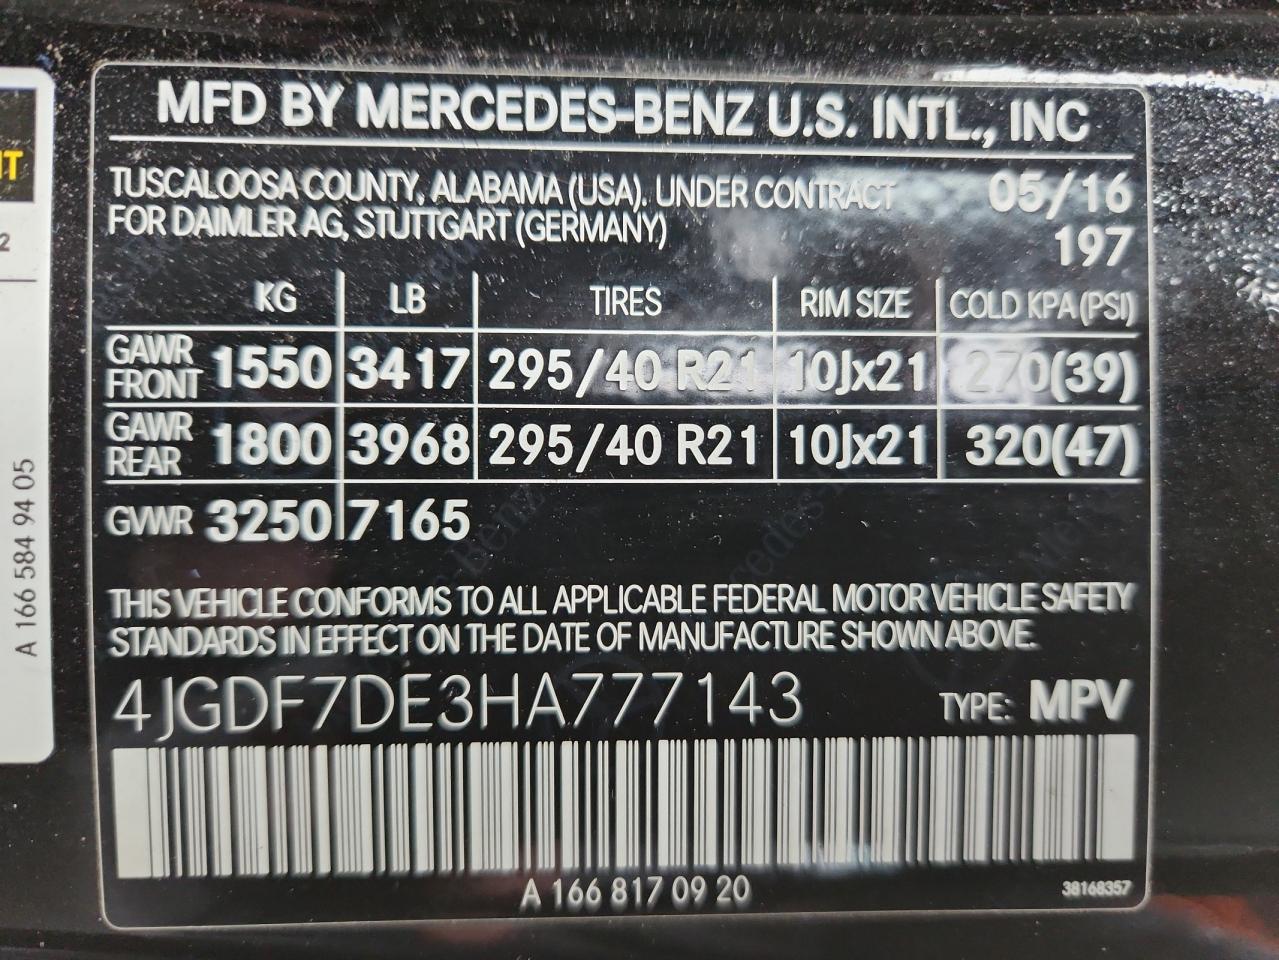 MFD BY MERCEDES-BENZ U.S. INTL., INC
TUSCALOOSA COUNTY, ALABAMA (USA). UNDER CONTRACT 05/16
FOR DAIMLER AG, STUTTGART (GERMANY)
197
KG LB TIRES RIM SIZE COLD KPA (PSI)
GAWR FRONT 1550 3417 295/40 R21 10Jx21 270(39)
GAWR REAR 1800 3968 295/40 R21 10Jx21 320(47)
GVWR 3250 7165
THIS VEHICLE CONFORMS TO ALL APPLICABLE FEDERAL MOTOR VEHICLE SAFETY
STANDARDS IN EFFECT ON THE DATE OF MANUFACTURE SHOWN ABOVE.
4JGDF7DE3HA777143 TYPE: MPV
A 166 817 09 20
38168357
A 166 584 94 05